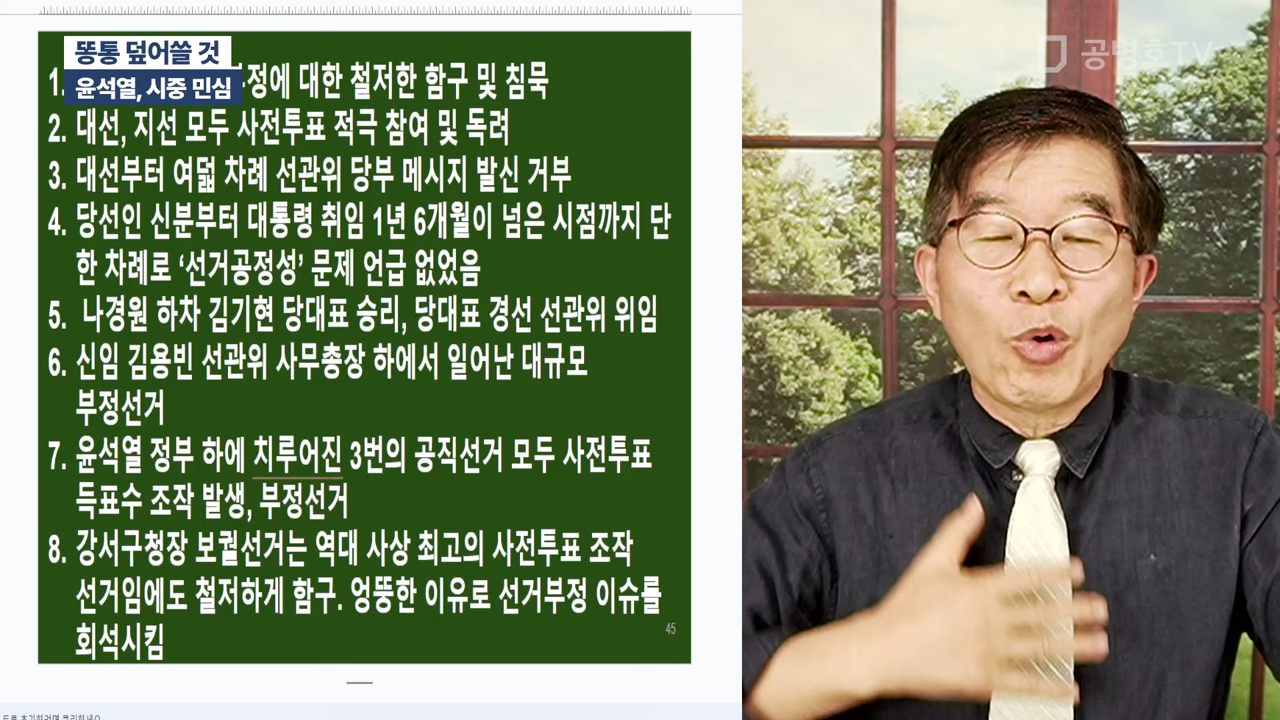 똥통 덮어쓸 것
윤석열, 시중 민심
공병호TV
1. 부정에 대한 철저한 함구 및 침묵
2. 대선, 지선 모두 사전투표 적극 참여 및 독려
3. 대선부터 여덟 차례 선관위 당부 메시지 발신 거부
4. 당선인 신분부터 대통령 취임 1년 6개월이 넘은 시점까지 단
한 차례로 ‘선거공정성’ 문제 언급 없었음
5. 나경원 하차 김기현 당대표 승리, 당대표 경선 선관위 위임
6. 신임 김용빈 선관위 사무총장 하에서 일어난 대규모
부정선거
7. 윤석열 정부 하에 치루어진 3번의 공직선거 모두 사전투표
득표수 조작 발생, 부정선거
8. 강서구청장 보궐선거는 역대 사상 최고의 사전투표 조작
선거임에도 철저하게 함구. 엉뚱한 이유로 선거부정 이슈를
희석시킴
45